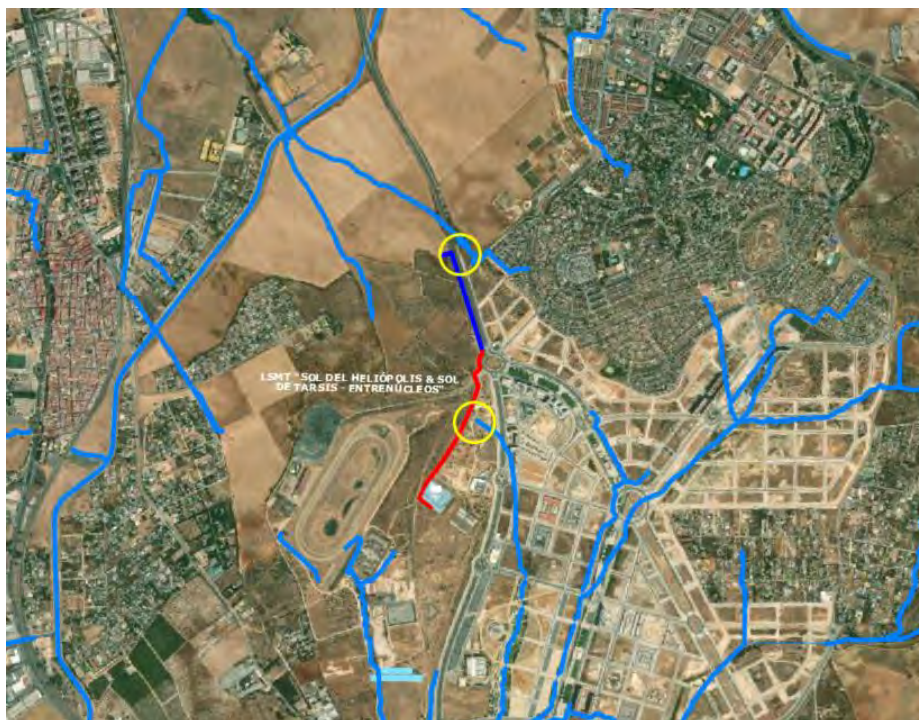 LSMT "SOL DEL HELIÓPOLIS & SOL
DE TARSIS - ENTRENÚCLEOS"